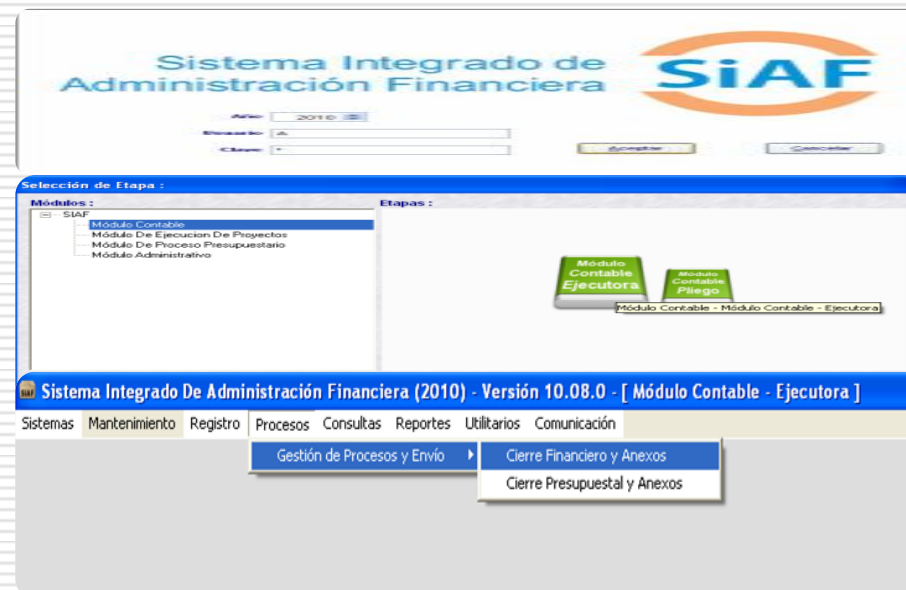 Sistema Integrado de
Administración Financiera
SiAF
Año 2010
Usuario A
Clave *
Aceptar Cancelar
Selección de Etapa :
Módulos :
SIAF
Módulo Contable
Módulo De Ejecucion De Proyectos
Módulo De Proceso Presupuestario
Módulo Administrativo
Etapas :
Módulo
Contable
Ejecutora
Módulo
Contable
Pliego
Módulo Contable - Módulo Contable - Ejecutora
Sistema Integrado De Administración Financiera (2010) - Versión 10.08.0 - [ Módulo Contable - Ejecutora ]
Sistemas Mantenimiento Registro Procesos Consultas Reportes Utilitarios Comunicación
Gestión de Procesos y Envío Cierre Financiero y Anexos
Cierre Presupuestal y Anexos